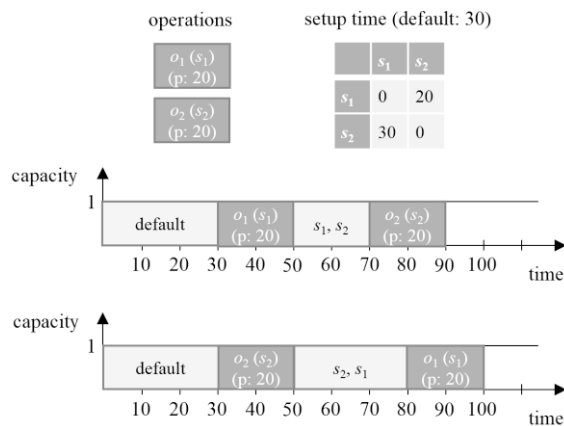 operations
setup time (default: 30)
o₁ (s₁)
(p: 20)
o₂ (s₂)
(p: 20)
s₁ s₂
s₁ 0 20
s₂ 30 0
capacity
1
default
o₁ (s₁)
(p: 20)
s₁, s₂
o₂ (s₂)
(p: 20)
10 20 30 40 50 60 70 80 90 100
time
capacity
1
default
o₂ (s₂)
(p: 20)
s₂, s₁
o₁ (s₁)
(p: 20)
10 20 30 40 50 60 70 80 90 100
time